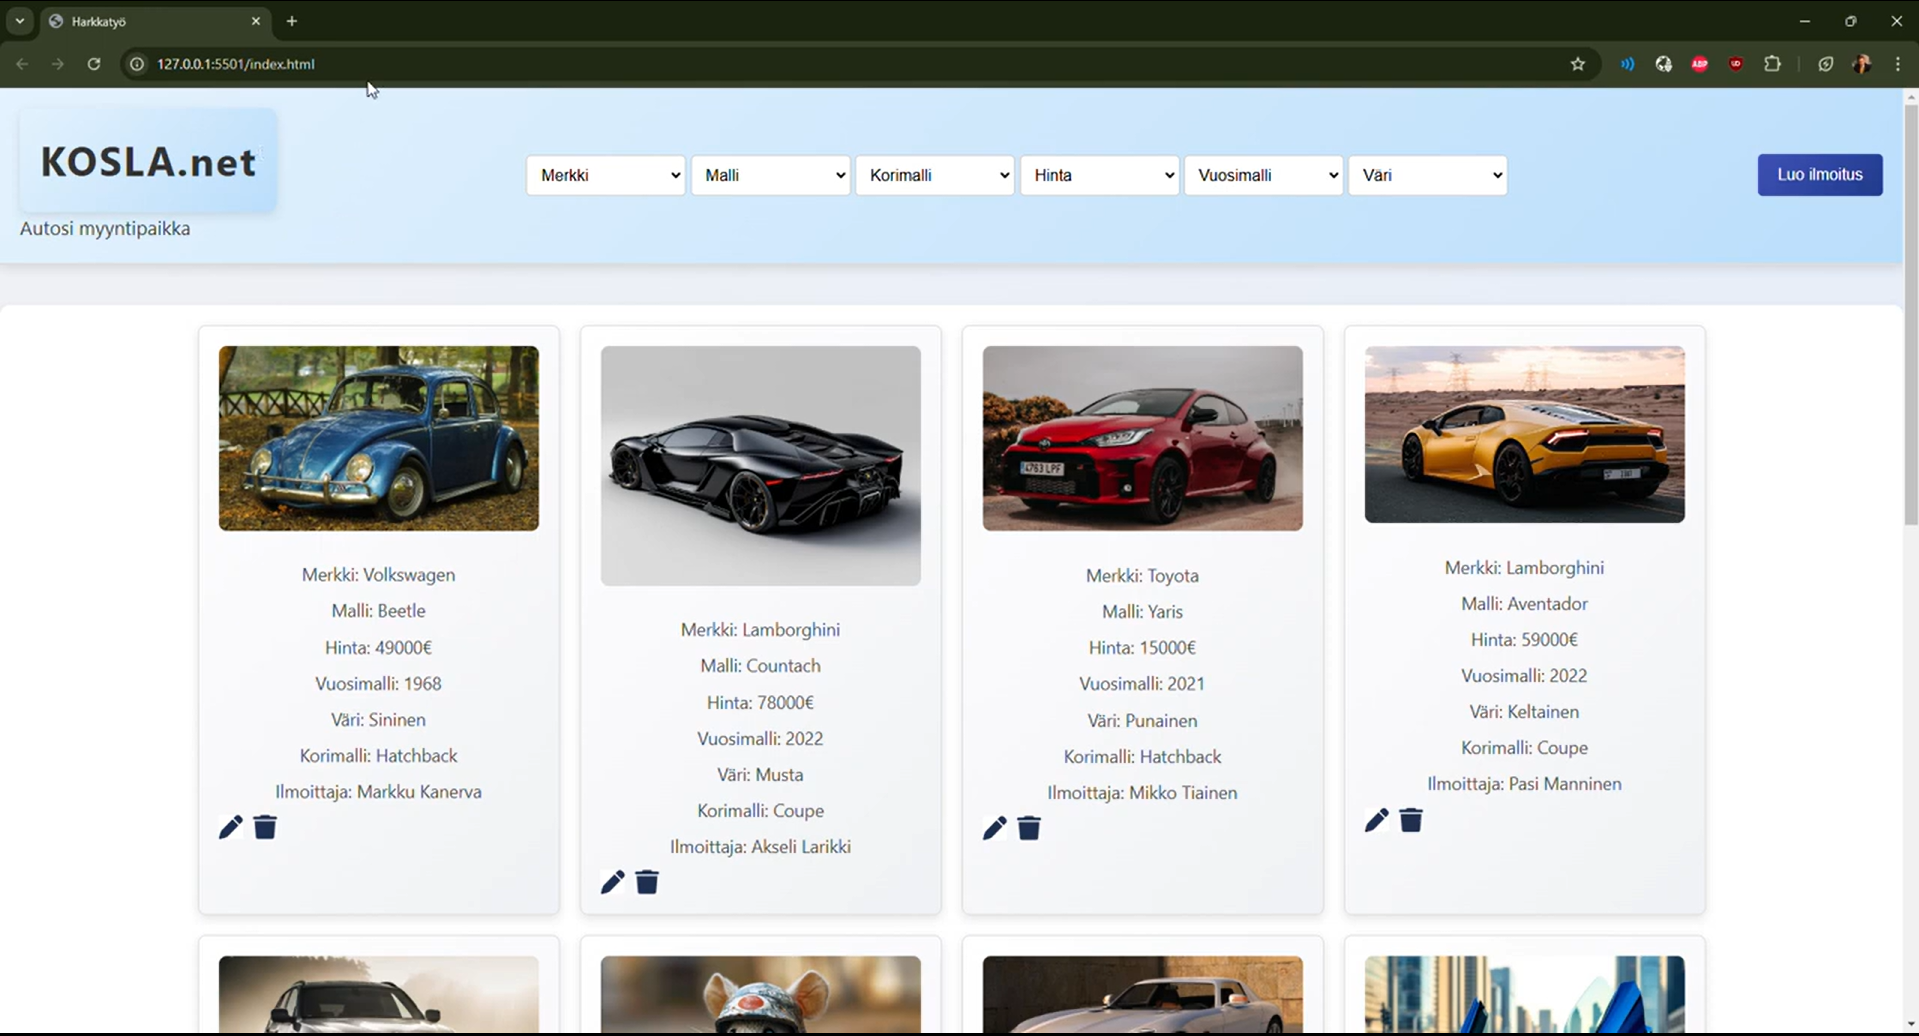 Harkkatyö
127.0.0.1:5501/index.html
ABP
KOSLA.net
Autosi myyntipaikka
Merkki
Malli
Korimalli
Hinta
Vuosimalli
Väri
Luo ilmoitus
4763 LPF
Merkki: Volkswagen
Malli: Beetle
Hinta: 49000€
Vuosimalli: 1968
Väri: Sininen
Korimalli: Hatchback
Ilmoittaja: Markku Kanerva
Merkki: Lamborghini
Malli: Countach
Hinta: 78000€
Vuosimalli: 2022
Väri: Musta
Korimalli: Coupe
Ilmoittaja: Akseli Larikki
Merkki: Toyota
Malli: Yaris
Hinta: 15000€
Vuosimalli: 2021
Väri: Punainen
Korimalli: Hatchback
Ilmoittaja: Mikko Tiainen
Merkki: Lamborghini
Malli: Aventador
Hinta: 59000€
Vuosimalli: 2022
Väri: Keltainen
Korimalli: Coupe
Ilmoittaja: Pasi Manninen